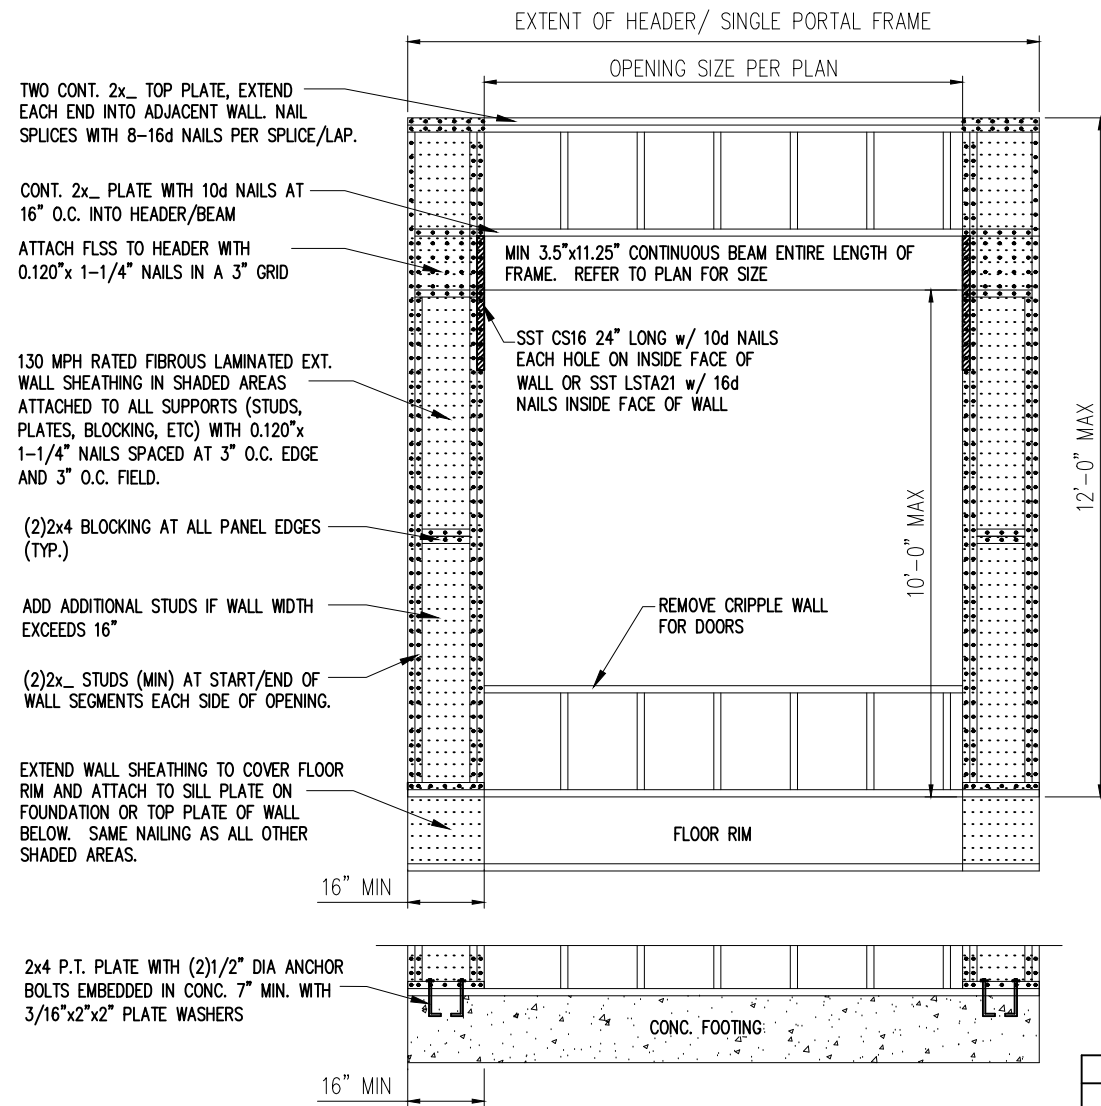 EXTENT OF HEADER/ SINGLE PORTAL FRAME
OPENING SIZE PER PLAN
TWO CONT. 2x_ TOP PLATE, EXTEND
EACH END INTO ADJACENT WALL. NAIL
SPLICES WITH 8-16d NAILS PER SPLICE/LAP.
CONT. 2x_ PLATE WITH 10d NAILS AT
16" O.C. INTO HEADER/BEAM
ATTACH FLSS TO HEADER WITH
0.120"x 1-1/4" NAILS IN A 3" GRID
MIN 3.5"x11.25" CONTINUOUS BEAM ENTIRE LENGTH OF
FRAME. REFER TO PLAN FOR SIZE
SST CS16 24" LONG w/ 10d NAILS
EACH HOLE ON INSIDE FACE OF
WALL OR SST LSTA21 w/ 16d
NAILS INSIDE FACE OF WALL
130 MPH RATED FIBROUS LAMINATED EXT.
WALL SHEATHING IN SHADED AREAS
ATTACHED TO ALL SUPPORTS (STUDS,
PLATES, BLOCKING, ETC) WITH 0.120"x
1-1/4" NAILS SPACED AT 3" O.C. EDGE
AND 3" O.C. FIELD.
12'-0" MAX
10'-0" MAX
(2)2x4 BLOCKING AT ALL PANEL EDGES
(TYP.)
ADD ADDITIONAL STUDS IF WALL WIDTH
EXCEEDS 16"
REMOVE CRIPPLE WALL
FOR DOORS
(2)2x_ STUDS (MIN) AT START/END OF
WALL SEGMENTS EACH SIDE OF OPENING.
EXTEND WALL SHEATHING TO COVER FLOOR
RIM AND ATTACH TO SILL PLATE ON
FOUNDATION OR TOP PLATE OF WALL
BELOW. SAME NAILING AS ALL OTHER
SHADED AREAS.
FLOOR RIM
16" MIN
2x4 P.T. PLATE WITH (2)1/2" DIA ANCHOR
BOLTS EMBEDDED IN CONC. 7" MIN. WITH
3/16"x2"x2" PLATE WASHERS
CONC. FOOTING
16" MIN